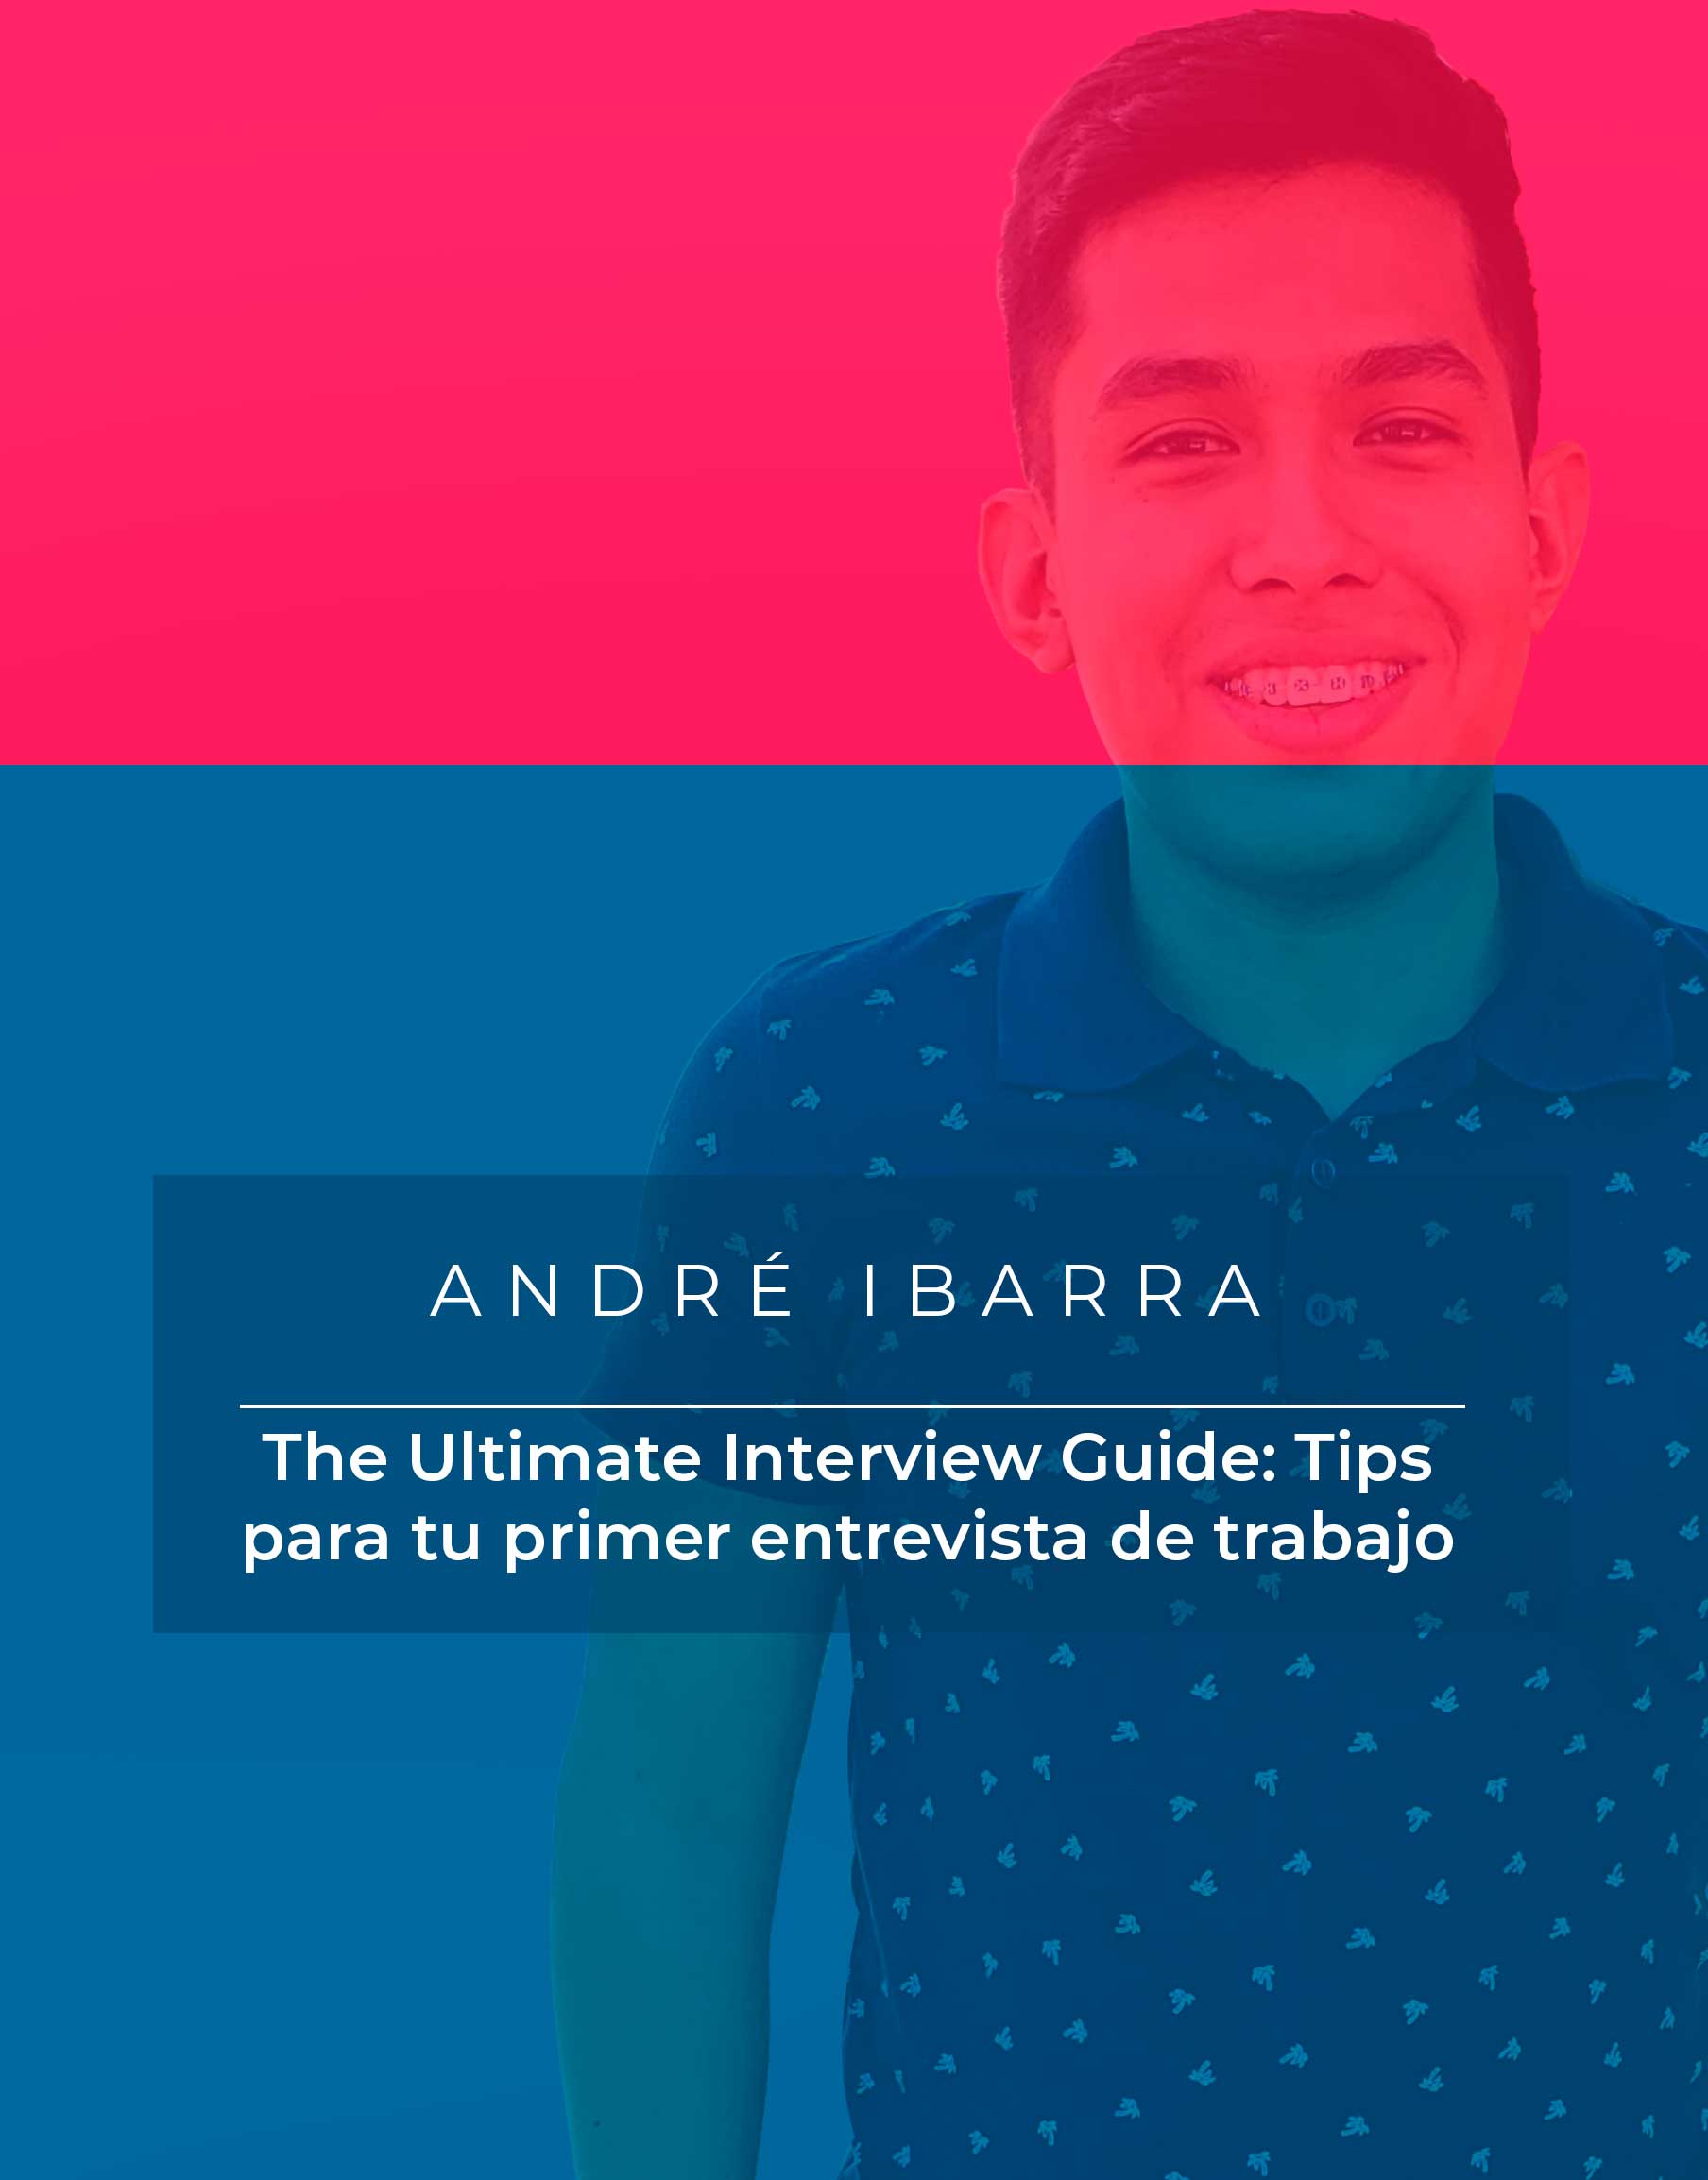 ANDRÉ IBARRA
The Ultimate Interview Guide: Tips
para tu primer entrevista de trabajo